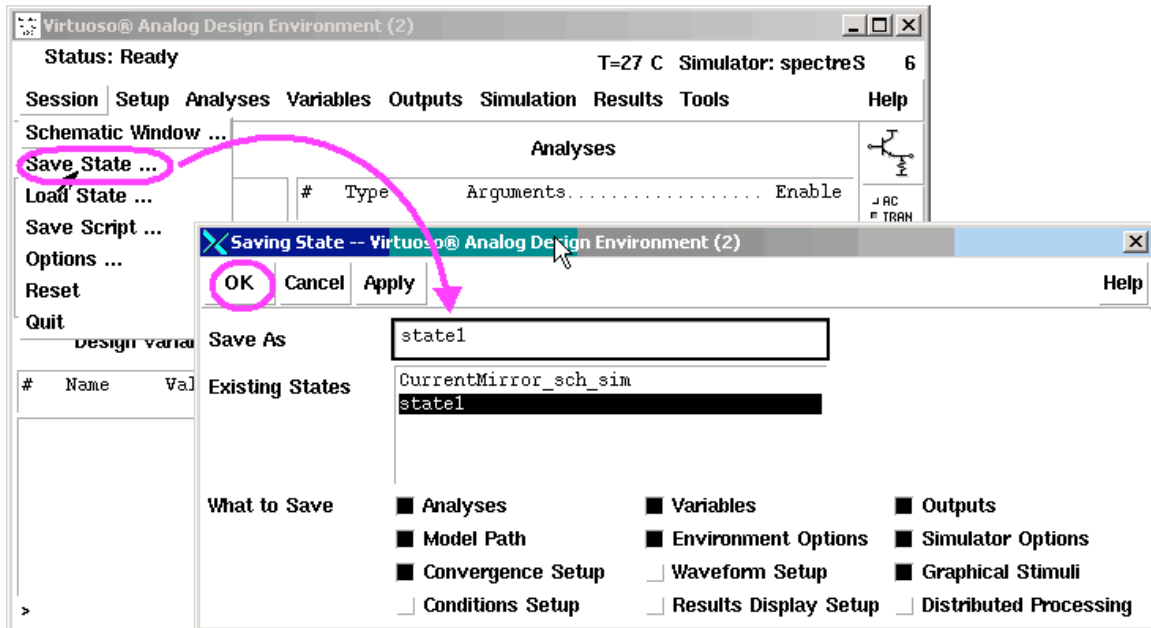 Virtuoso® Analog Design Environment (2)
Status: Ready
T=27 C Simulator: spectreS 6
Session Setup Analyses Variables Outputs Simulation Results Tools Help
Schematic Window ...
Save State ...
Load State ...
Save Script ...
Options ...
Reset
Quit
Analyses
# Type Arguments.................. Enable
AC
TRAN
Design Varia
# Name Val
>
Saving State -- Virtuoso® Analog Design Environment (2)
OK Cancel Apply Help
Save As state1
Existing States CurrentMirror_sch_sim
state1
What to Save Analyses Variables Outputs
Model Path Environment Options Simulator Options
Convergence Setup Waveform Setup Graphical Stimuli
Conditions Setup Results Display Setup Distributed Processing